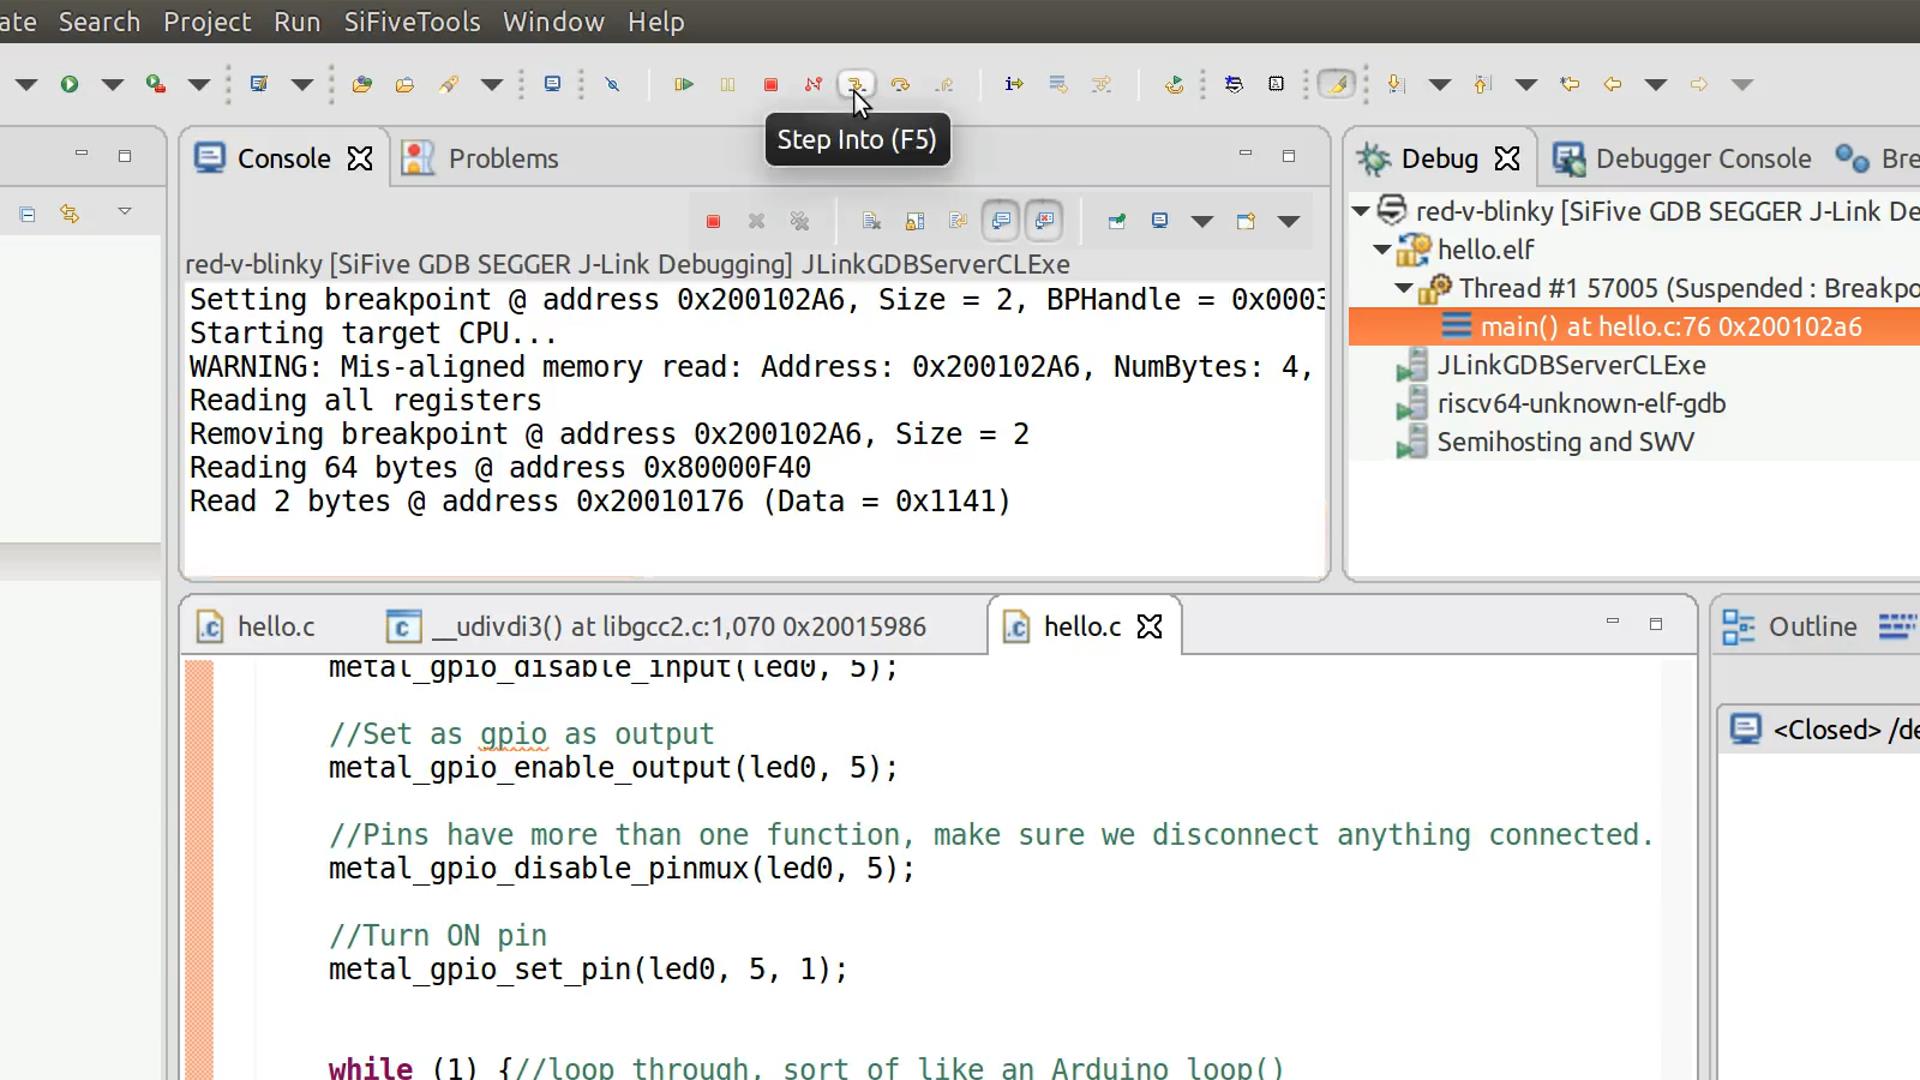 ate Search Project Run SiFiveTools Window Help
Step Into (F5)
Console Problems
Debug Debugger Console Bre
red-v-blinky [SiFive GDB SEGGER J-Link Debugging] JLinkGDBServerCLExe
Setting breakpoint @ address 0x200102A6, Size = 2, BPHandle = 0x0003
Starting target CPU...
WARNING: Mis-aligned memory read: Address: 0x200102A6, NumBytes: 4,
Reading all registers
Removing breakpoint @ address 0x200102A6, Size = 2
Reading 64 bytes @ address 0x80000F40
Read 2 bytes @ address 0x20010176 (Data = 0x1141)
red-v-blinky [SiFive GDB SEGGER J-Link De
hello.elf
Thread #1 57005 (Suspended : Breakpo
main() at hello.c:76 0x200102a6
JLinkGDBServerCLExe
riscv64-unknown-elf-gdb
Semihosting and SWV
hello.c __udivdi3() at libgcc2.c:1,070 0x20015986 hello.c
metal_gpio_disable_input(led0, 5);
//Set as gpio as output
metal_gpio_enable_output(led0, 5);
//Pins have more than one function, make sure we disconnect anything connected.
metal_gpio_disable_pinmux(led0, 5);
//Turn ON pin
metal_gpio_set_pin(led0, 5, 1);
while (1) {//loop through, sort of like an Arduino loop()
Outline
<Closed> /de